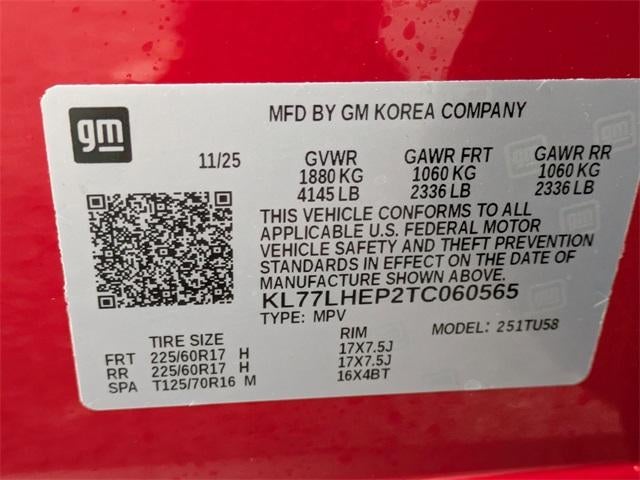 gm
MFD BY GM KOREA COMPANY
11/25 GVWR GAWR FRT GAWR RR
1880 KG 1060 KG 1060 KG
4145 LB 2336 LB 2336 LB
THIS VEHICLE CONFORMS TO ALL
APPLICABLE U.S. FEDERAL MOTOR
VEHICLE SAFETY AND THEFT PREVENTION
STANDARDS IN EFFECT ON THE DATE OF
MANUFACTURE SHOWN ABOVE.
KL77LHEP2TC060565
TYPE: MPV MODEL: 251TU58
TIRE SIZE RIM
FRT 225/60R17 H 17X7.5J
RR 225/60R17 H 17X7.5J
SPA T125/70R16 M 16X4BT